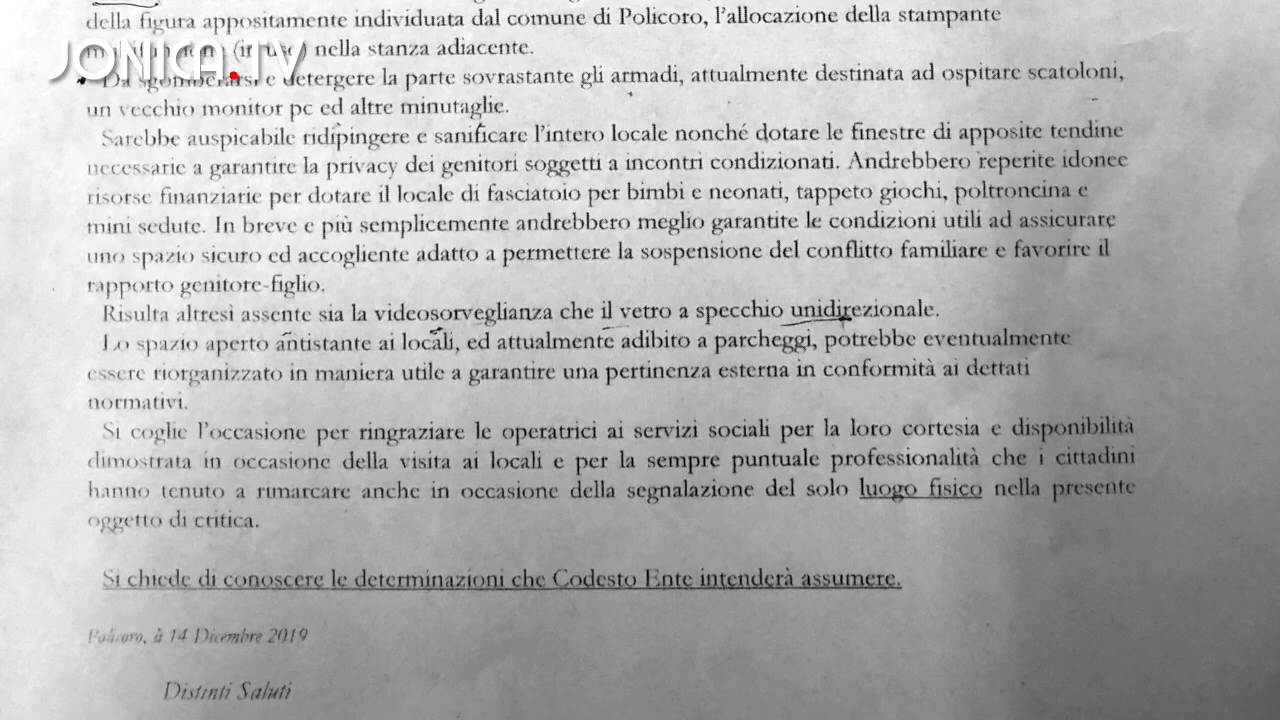 della figura appositamente individuata dal comune di Policoro, l'allocazione della stampante
nella stanza adiacente.
JONICA.TV
• Da sgomberarsi e detergere la parte sovrastante gli armadi, attualmente destinata ad ospitare scatoloni,
un vecchio monitor pc ed altre minutaglie.
Sarebbe auspicabile ridipingere e sanificare l'intero locale nonché dotare le finestre di apposite tendine
necessarie a garantire la privacy dei genitori soggetti a incontri condizionati. Andrebbero reperite idonee
risorse finanziarie per dotare il locale di fasciatoio per bimbi e neonati, tappeto giochi, poltroncina e
mini sedute. In breve e più semplicemente andrebbero meglio garantite le condizioni utili ad assicurare
uno spazio sicuro ed accogliente adatto a permettere la sospensione del conflitto familiare e favorire il
rapporto genitore-figlio.
Risulta altresì assente sia la videosorveglianza che il vetro a specchio unidirezionale.
Lo spazio aperto antistante ai locali, ed attualmente adibito a parcheggi, potrebbe eventualmente
essere riorganizzato in maniera utile a garantire una pertinenza esterna in conformità ai dettati
normativi.
Si coglie l'occasione per ringraziare le operatrici ai servizi sociali per la loro cortesia e disponibilità
dimostrata in occasione della visita ai locali e per la sempre puntuale professionalità che i cittadini
hanno tenuto a rimarcare anche in occasione della segnalazione del solo luogo fisico nella presente
oggetto di critica.
Si chiede di conoscere le determinazioni che Codesto Ente intenderà assumere.
Policoro, à 14 Dicembre 2019
Distinti Saluti